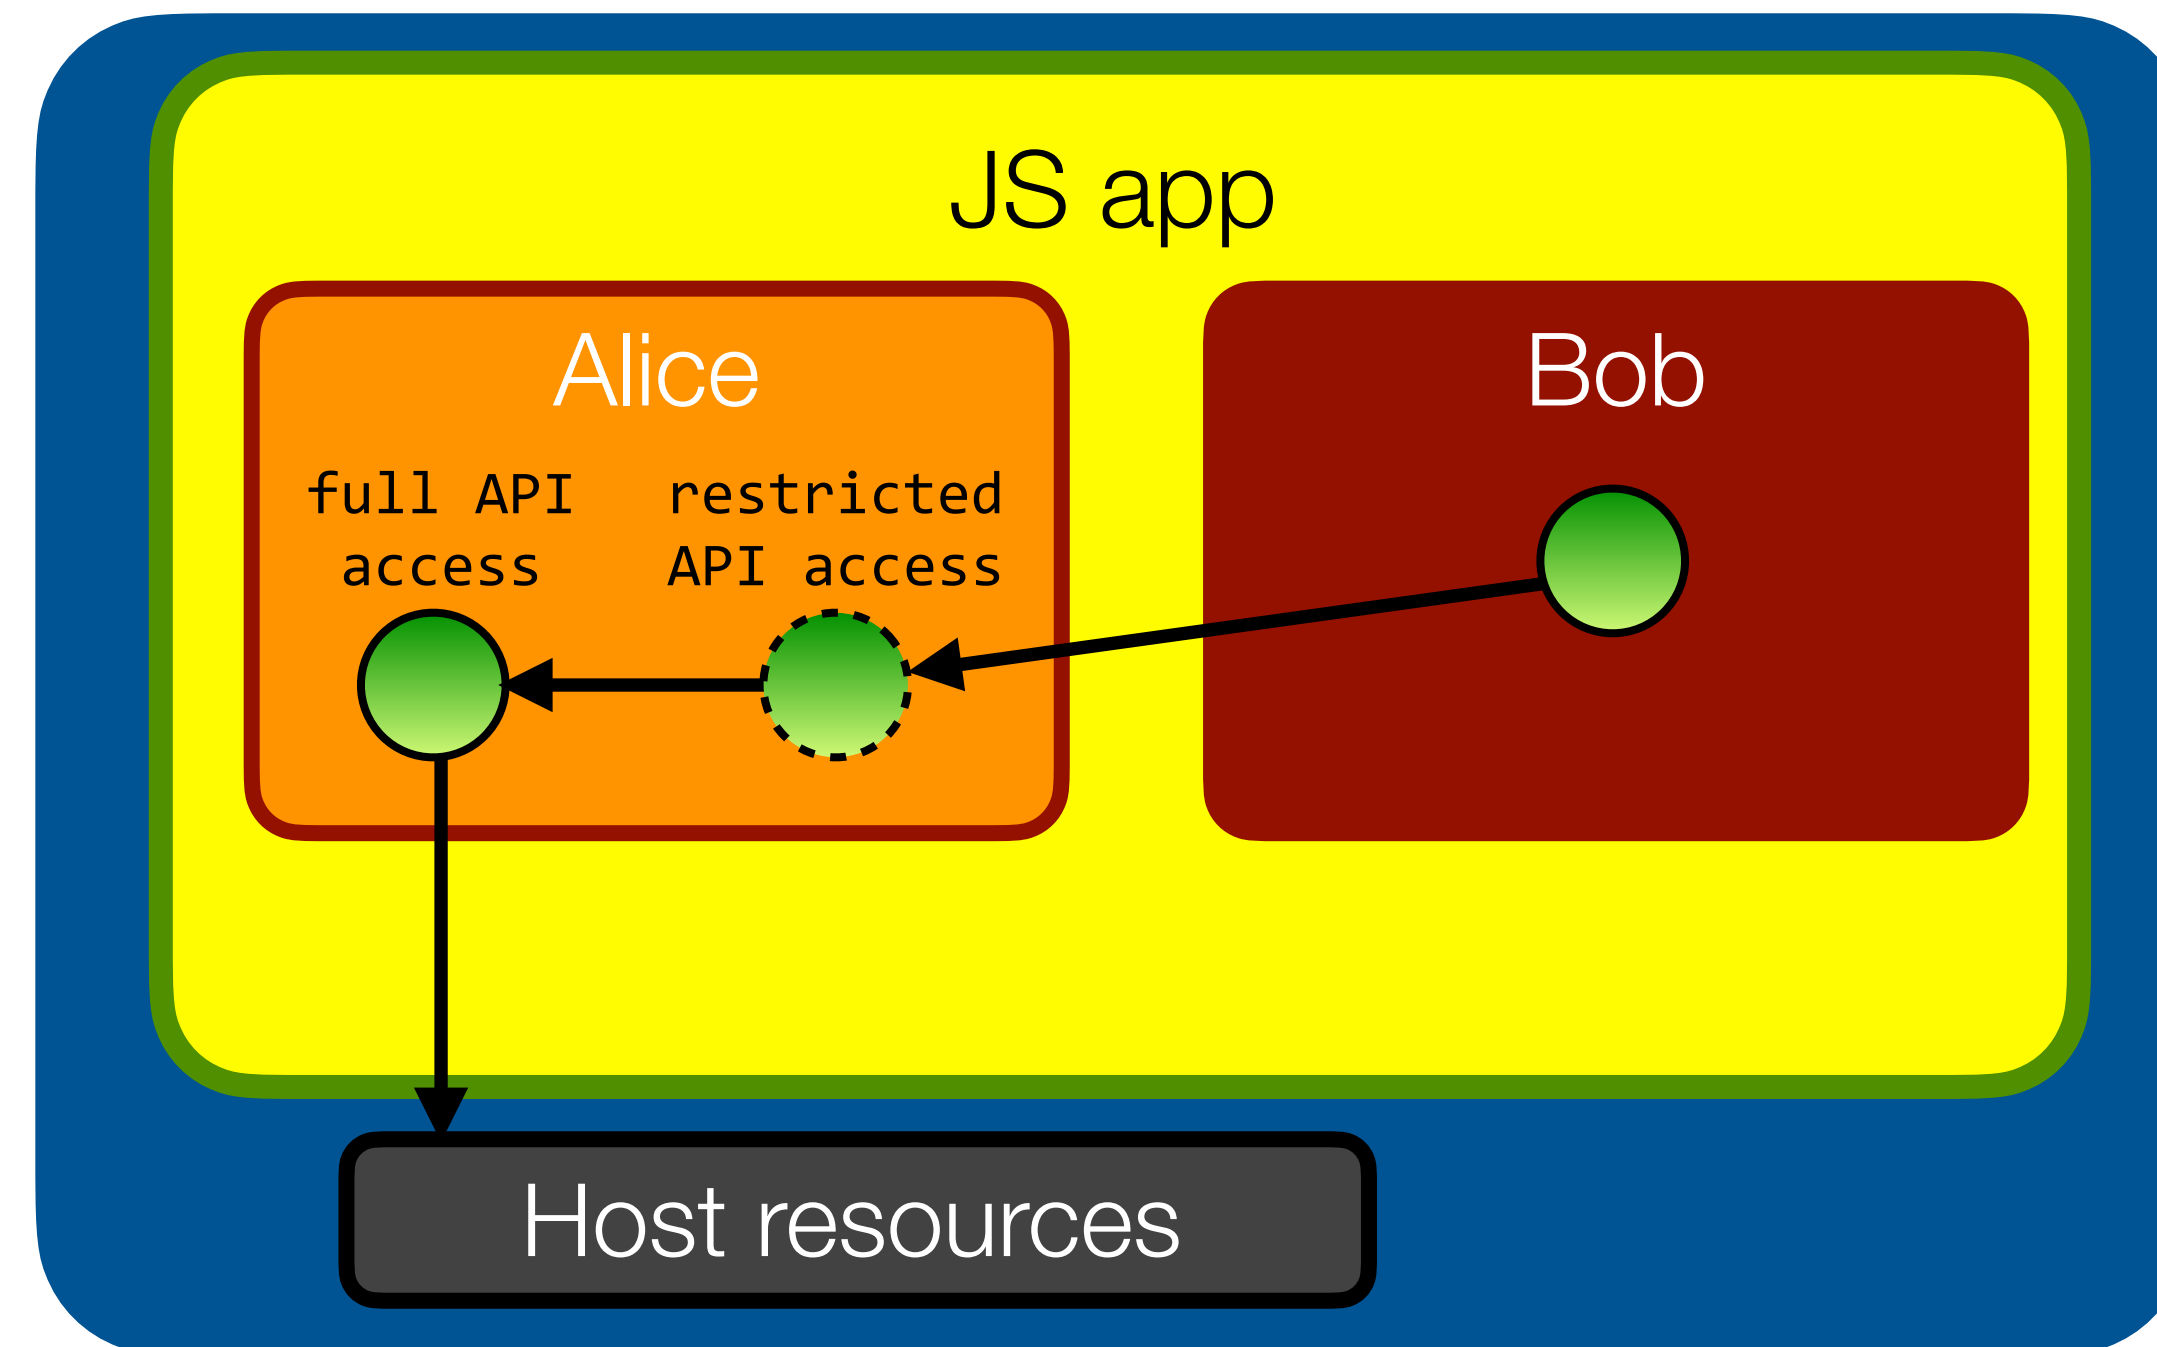 JS app
Alice
Bob
full API
access
restricted
API access
Host resources